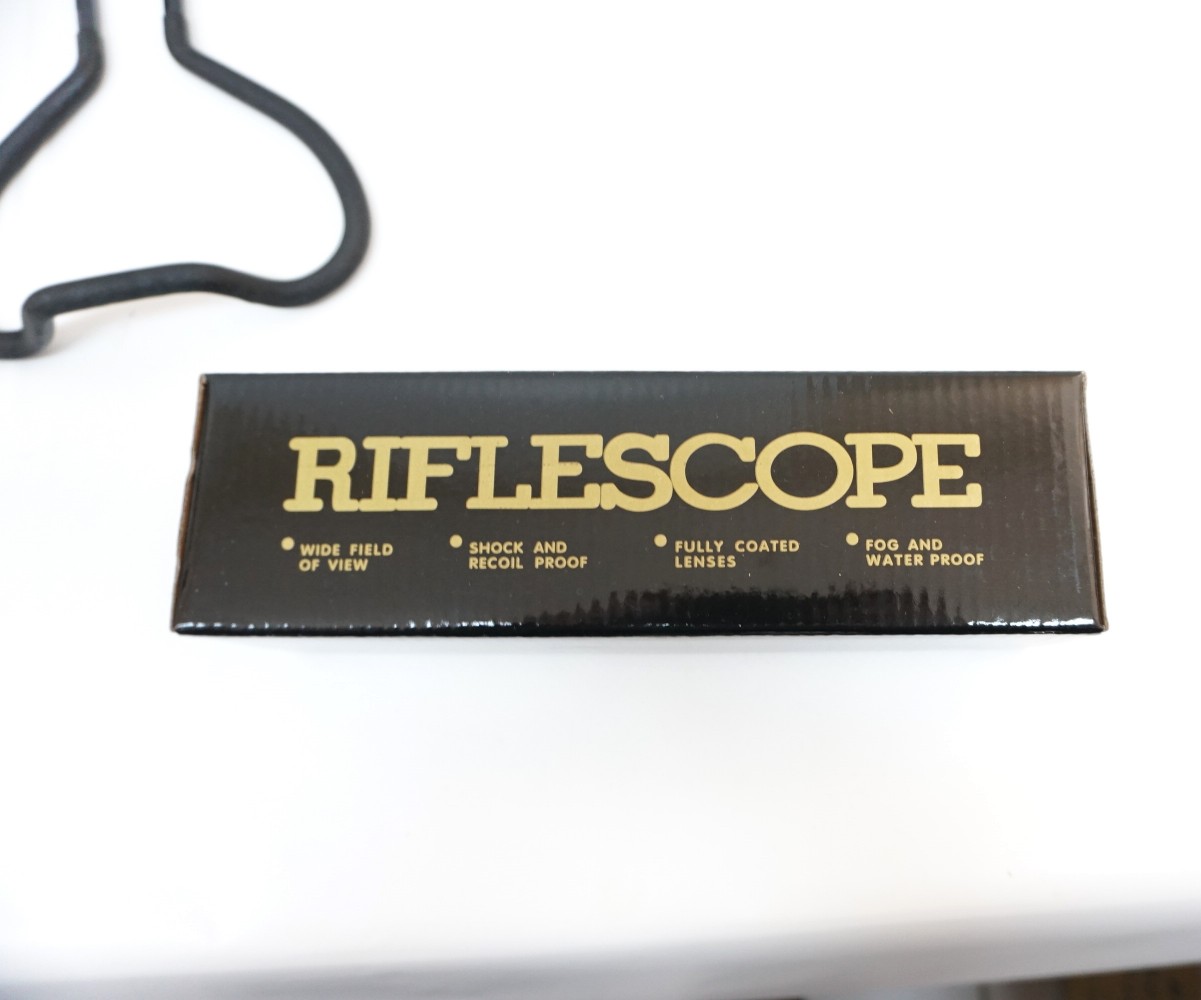 RIFLESCOPE
• WIDE FIELD
OF VIEW
• SHOCK AND
RECOIL PROOF
• FULLY COATED
LENSES
• FOG AND
WATER PROOF